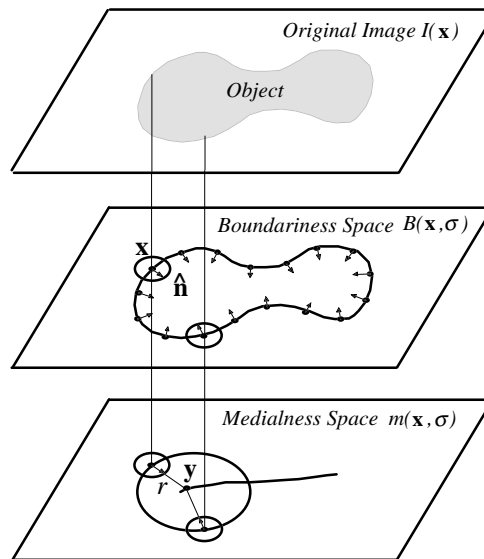 Original Image I(x)
Object
Boundariness Space B(x,σ)
x
n̂
Medialness Space m(x,σ)
y
r